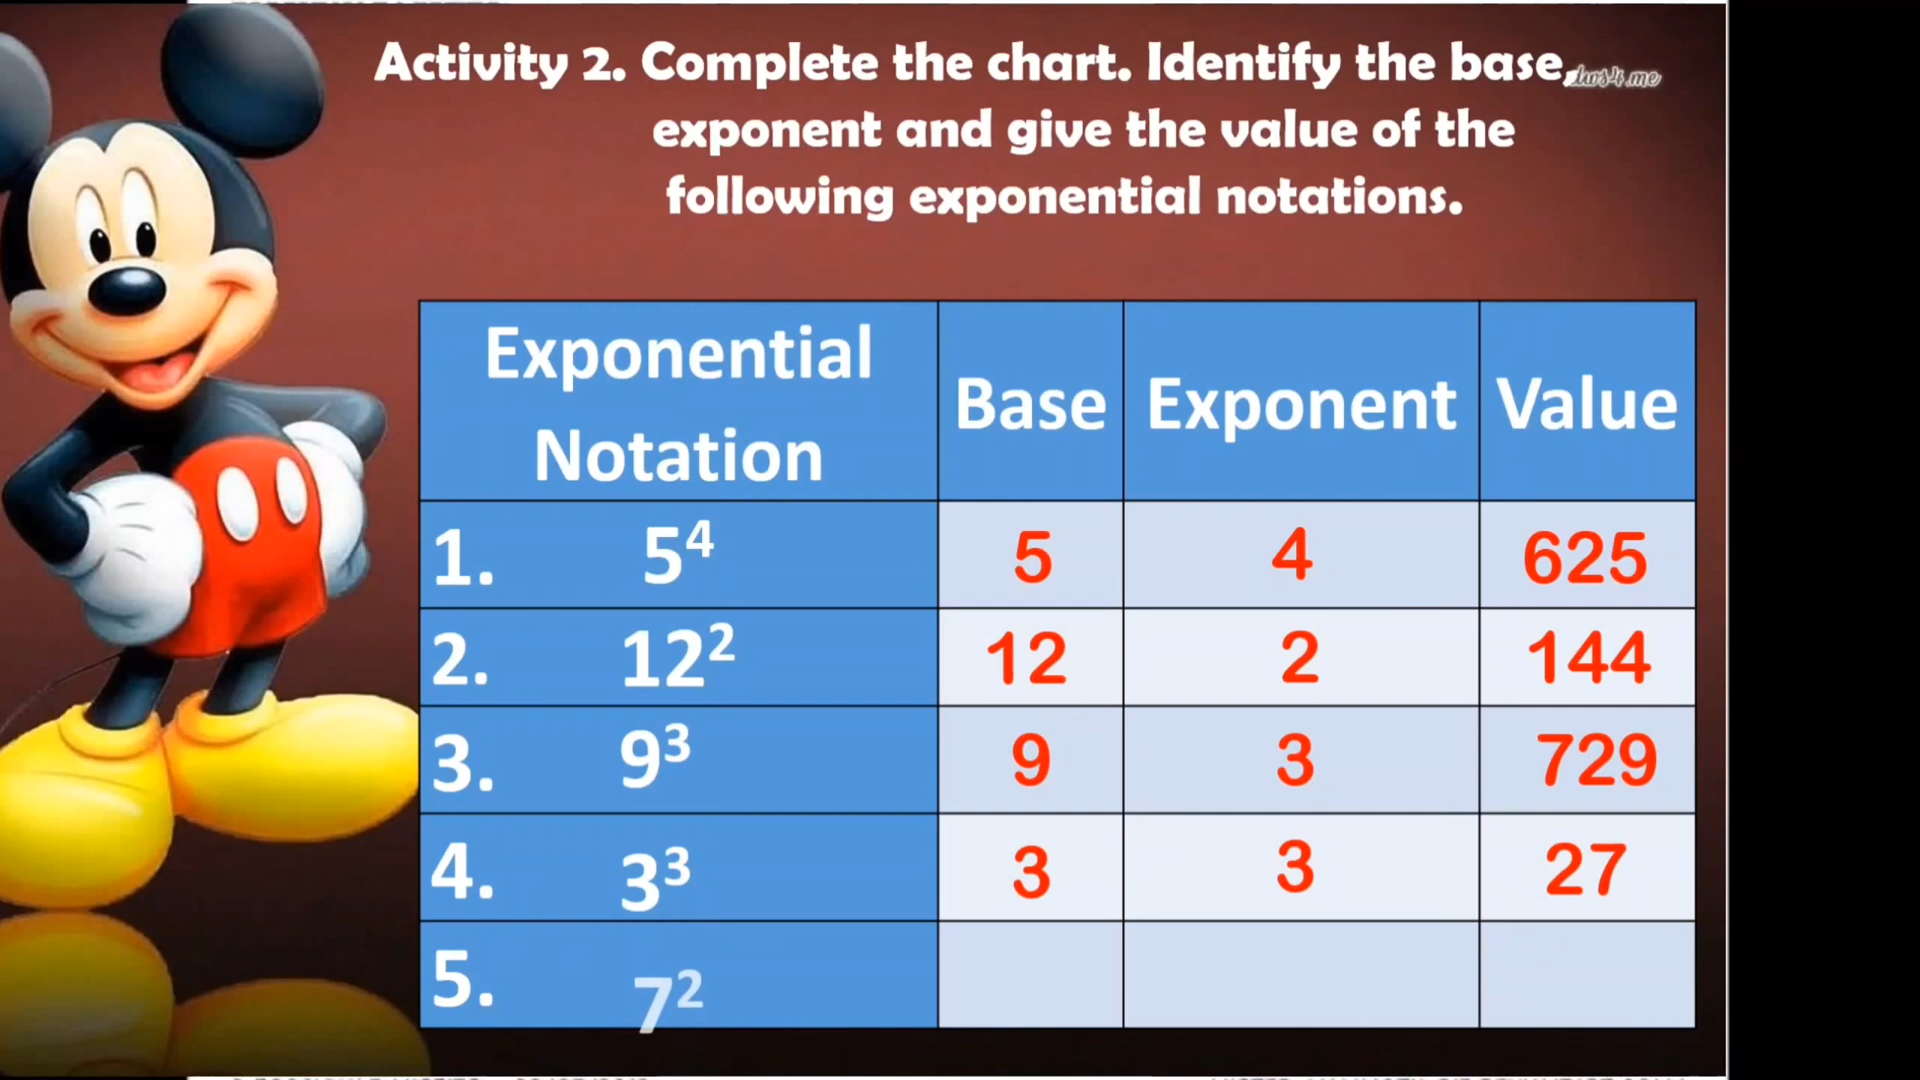 Activity 2. Complete the chart. Identify the base,
exponent and give the value of the
following exponential notations.
Exponential Notation Base Exponent Value
1. 5⁴ 5 4 625
2. 12² 12 2 144
3. 9³ 9 3 729
4. 3³ 3 3 27
5. 7²